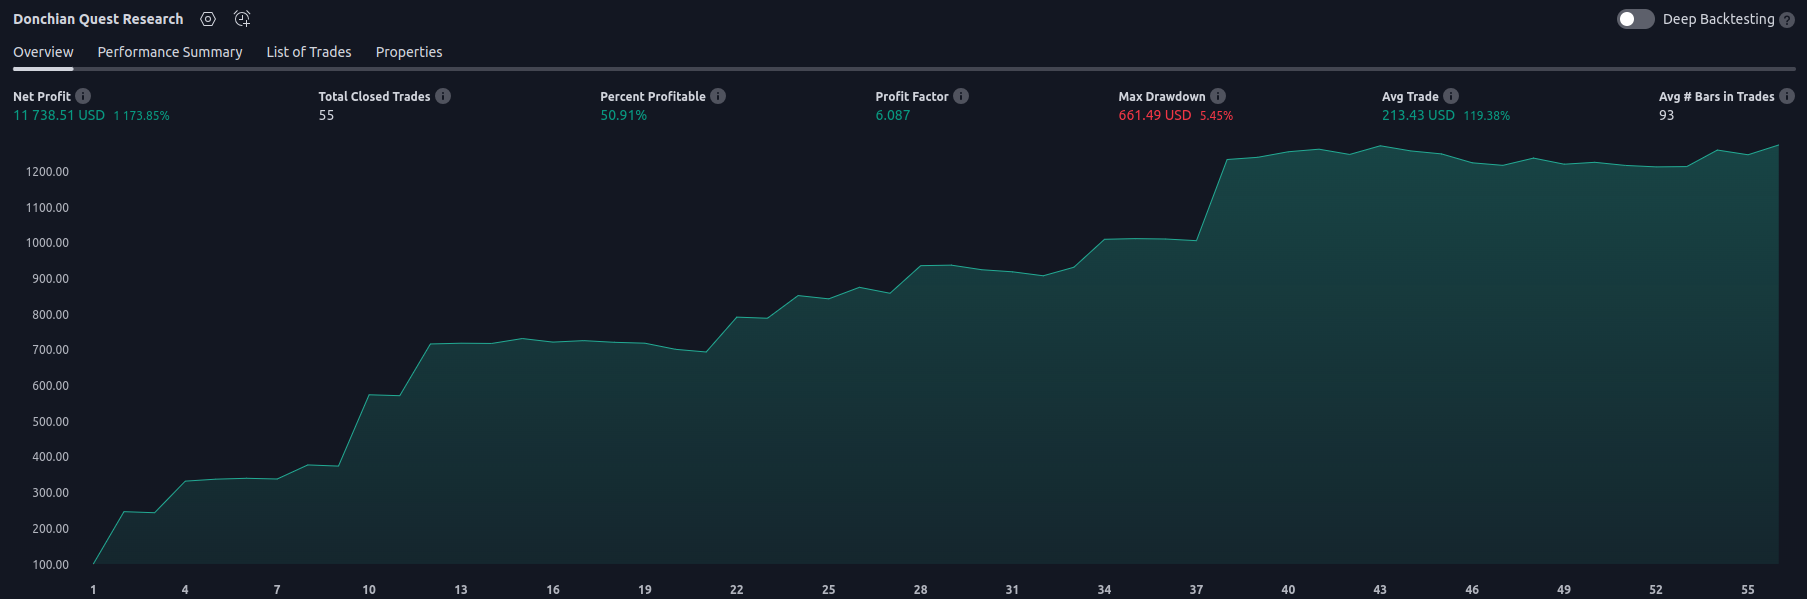 Donchian Quest Research
Deep Backtesting ?
Overview Performance Summary List of Trades Properties
Net Profit Total Closed Trades Percent Profitable Profit Factor Max Drawdown Avg Trade Avg # Bars in Trades
11 738.51 USD 1 173.85% 55 50.91% 6.087 661.49 USD 5.45% 213.43 USD 119.38% 93
1200.00
1100.00
1000.00
900.00
800.00
700.00
600.00
500.00
400.00
300.00
200.00
100.00
1 4 7 10 13 16 19 22 25 28 31 34 37 40 43 46 49 52 55